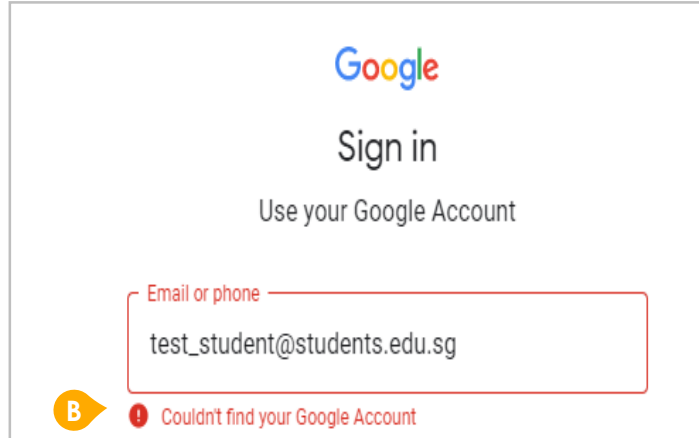 Google
Sign in
Use your Google Account
Email or phone
test_student@students.edu.sg
B
Couldn't find your Google Account